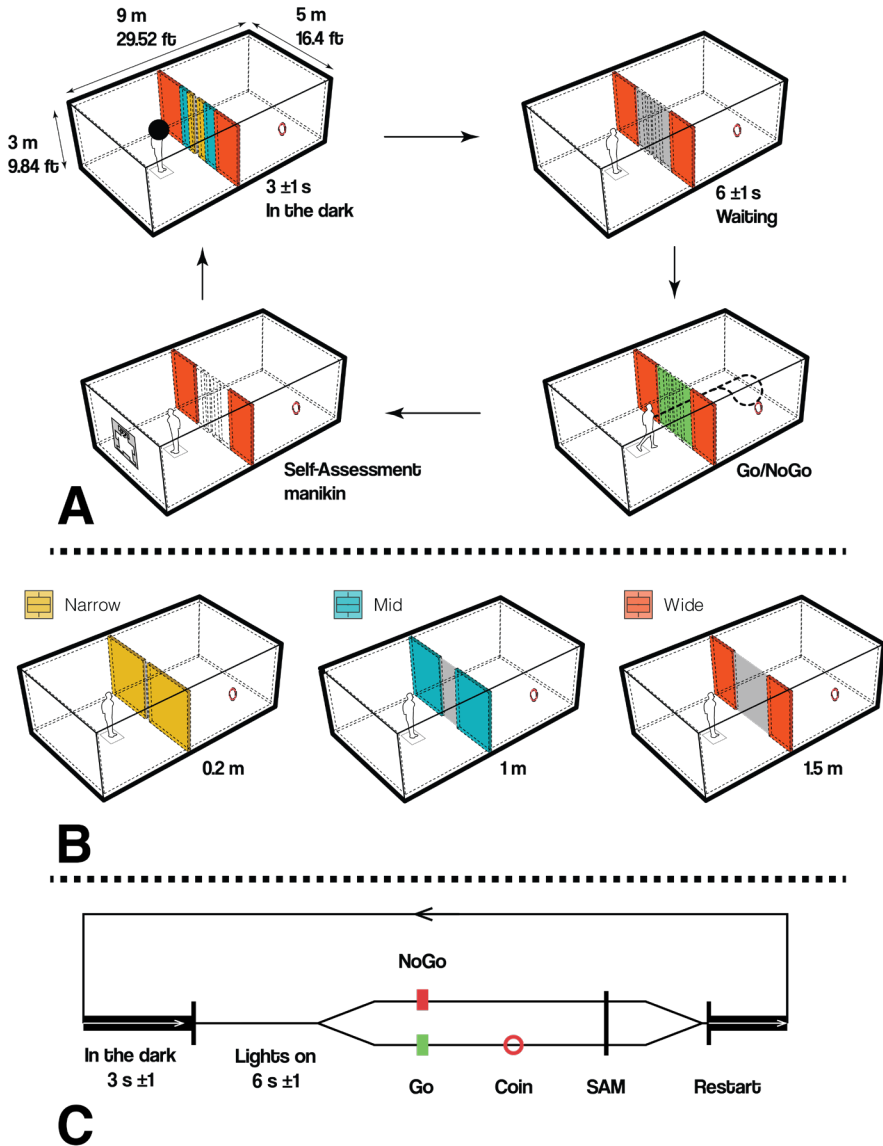 9 m
29.52 ft
5 m
16.4 ft
3 m
9.84 ft
3 ±1 s
In the dark
6 ±1 s
Waiting
Self-Assessment
manikin
Go/NoGo
A
Narrow
Mid
Wide
0.2 m
1 m
1.5 m
B
NoGo
In the dark
3 s ±1
Lights on
6 s ±1
Go
Coin
SAM
Restart
C